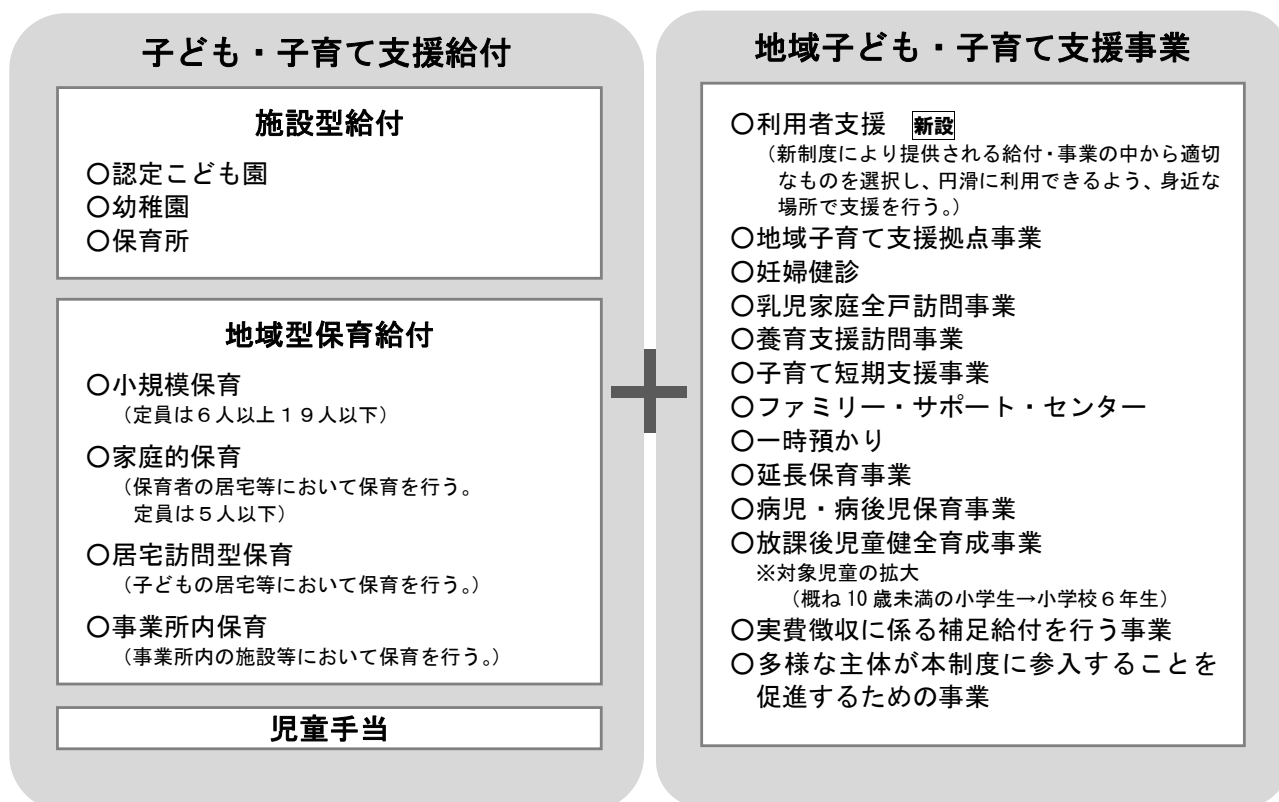 子ども・子育て支援給付
施設型給付
○認定こども園
○幼稚園
○保育所
地域型保育給付
○小規模保育
（定員は６人以上１９人以下）
○家庭的保育
（保育者の居宅等において保育を行う。
定員は５人以下）
○居宅訪問型保育
（子どもの居宅等において保育を行う。）
○事業所内保育
（事業所内の施設等において保育を行う。）
児童手当
＋
地域子ども・子育て支援事業
○利用者支援　新設
（新制度により提供される給付・事業の中から適切
なものを選択し、円滑に利用できるよう、身近な
場所で支援を行う。）
○地域子育て支援拠点事業
○妊婦健診
○乳児家庭全戸訪問事業
○養育支援訪問事業
○子育て短期支援事業
○ファミリー・サポート・センター
○一時預かり
○延長保育事業
○病児・病後児保育事業
○放課後児童健全育成事業
※対象児童の拡大
（概ね 10 歳未満の小学生→小学校６年生）
○実費徴収に係る補足給付を行う事業
○多様な主体が本制度に参入することを
促進するための事業